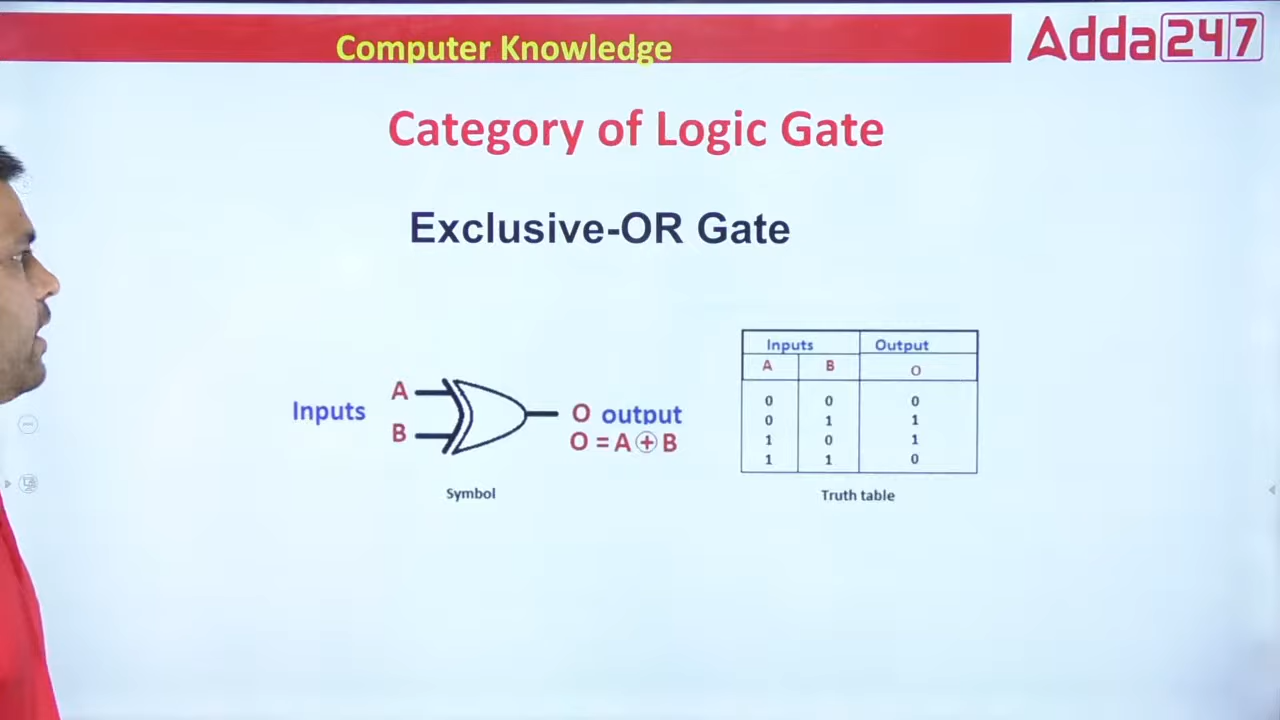 Computer Knowledge
Adda247
Category of Logic Gate
Exclusive-OR Gate
Inputs
A
B
O output
O = A ⊕ B
Symbol
Inputs Output
A B O
0 0 0
0 1 1
1 0 1
1 1 0
Truth table